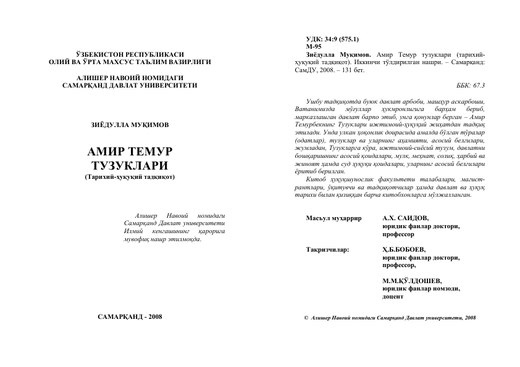 ЎЗБЕКИСТОН РЕСПУБЛИКАСИ
ОЛИЙ ВА ЎРТА МАХСУС ТАЪЛИМ ВАЗИРЛИГИ
АЛИШЕР НАВОИЙ НОМИДАГИ
САМАРҚАНД ДАВЛАТ УНИВЕРСИТЕТИ
ЗИЁДУЛЛА МУҚИМОВ
АМИР ТЕМУР
ТУЗУКЛАРИ
(Тарихий-ҳуқуқий тадқиқот)
Алишер Навоий номидаги
Самарқанд Давлат университети
Илмий кенгашининг қарорига
мувофиқ нашр этилмоқда.
САМАРҚАНД - 2008
УДК: 34:9 (575.1)
М-95
Зиёдулла Муқимов. Амир Темур тузуклари (тарихий-
ҳуқуқий тадқиқот). Иккинчи тўлдирилган нашри. – Самарқанд:
СамДУ, 2008. – 131 бет.
ББК: 67.3
Ушбу тадқиқотда буюк давлат арбоби, машҳур аскарбоши,
Ватанимизда мўғуллар ҳукмронлигига барҳам бериб,
марказлашган давлат барпо этиб, унга қонунлар берган – Амир
Темурбекнинг Тузуклари ижтимоий-ҳуқуқий жиҳатдан тадқиқ
этилади. Унда улкан ҳоқонлик доирасида амалда бўлган тўралар
(одатлар), тузуклар ва уларнинг аҳамияти, асосий белгилари,
жумладан, Тузукларга кўра, ижтимоий-сиёсий тузум, давлатни
бошқаришнинг асосий қоидалари, мулк, меҳнат, солиқ, ҳарбий ва
жиноят ҳамда суд ҳуқуқи қоидалари, уларнинг асосий белгилари
ёритиб берилган.
Китоб ҳуқуқшунослик факультети талабалари, магист-
рантлари, ўқитувчи ва тадқиқотчилар ҳамда давлат ва ҳуқуқ
тарихи билан қизиққан барча китобхонларга мўлжалланган.
Масъул муҳаррир
А.Х. САИДОВ,
юридик фанлар доктори,
профессор
Тақризчилар:
Ҳ.Б.БОБОЕВ,
юридик фанлар доктори,
профессор,
М.М.ҚЎЛДОШЕВ,
юридик фанлар номзоди,
доцент
© Алишер Навоий номидаги Самарқанд Давлат университети, 2008